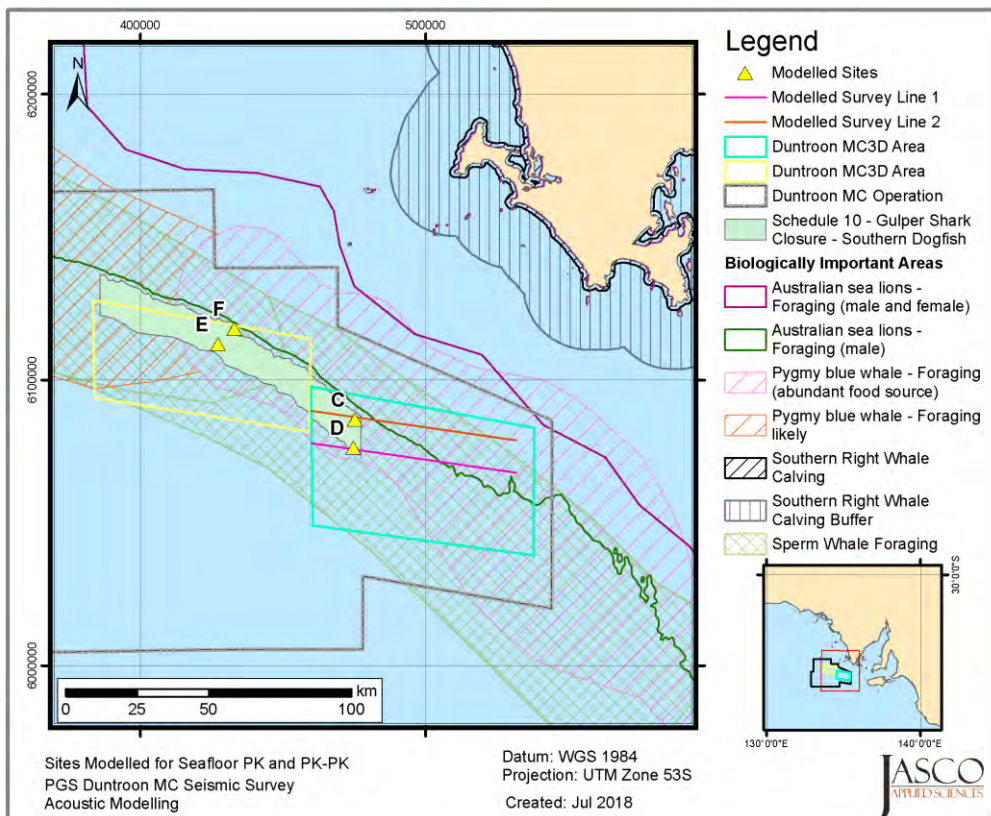 400000
500000
N
6200000
6100000
6000000
F
E
C
D
km
0 25 50 100
Legend
Modelled Sites
Modelled Survey Line 1
Modelled Survey Line 2
Duntroon MC3D Area
Duntroon MC3D Area
Duntroon MC Operation
Schedule 10 - Gulper Shark
Closure - Southern Dogfish
Biologically Important Areas
Australian sea lions -
Foraging (male and female)
Australian sea lions -
Foraging (male)
Pygmy blue whale - Foraging
(abundant food source)
Pygmy blue whale - Foraging
likely
Southern Right Whale
Calving
Southern Right Whale
Calving Buffer
Sperm Whale Foraging
30°0'0"S
130°0'0"E
140°0'0"E
Sites Modelled for Seafloor PK and PK-PK
PGS Duntroon MC Seismic Survey
Acoustic Modelling
Datum: WGS 1984
Projection: UTM Zone 53S
Created: Jul 2018
JASCO
APPLIED SCIENCES